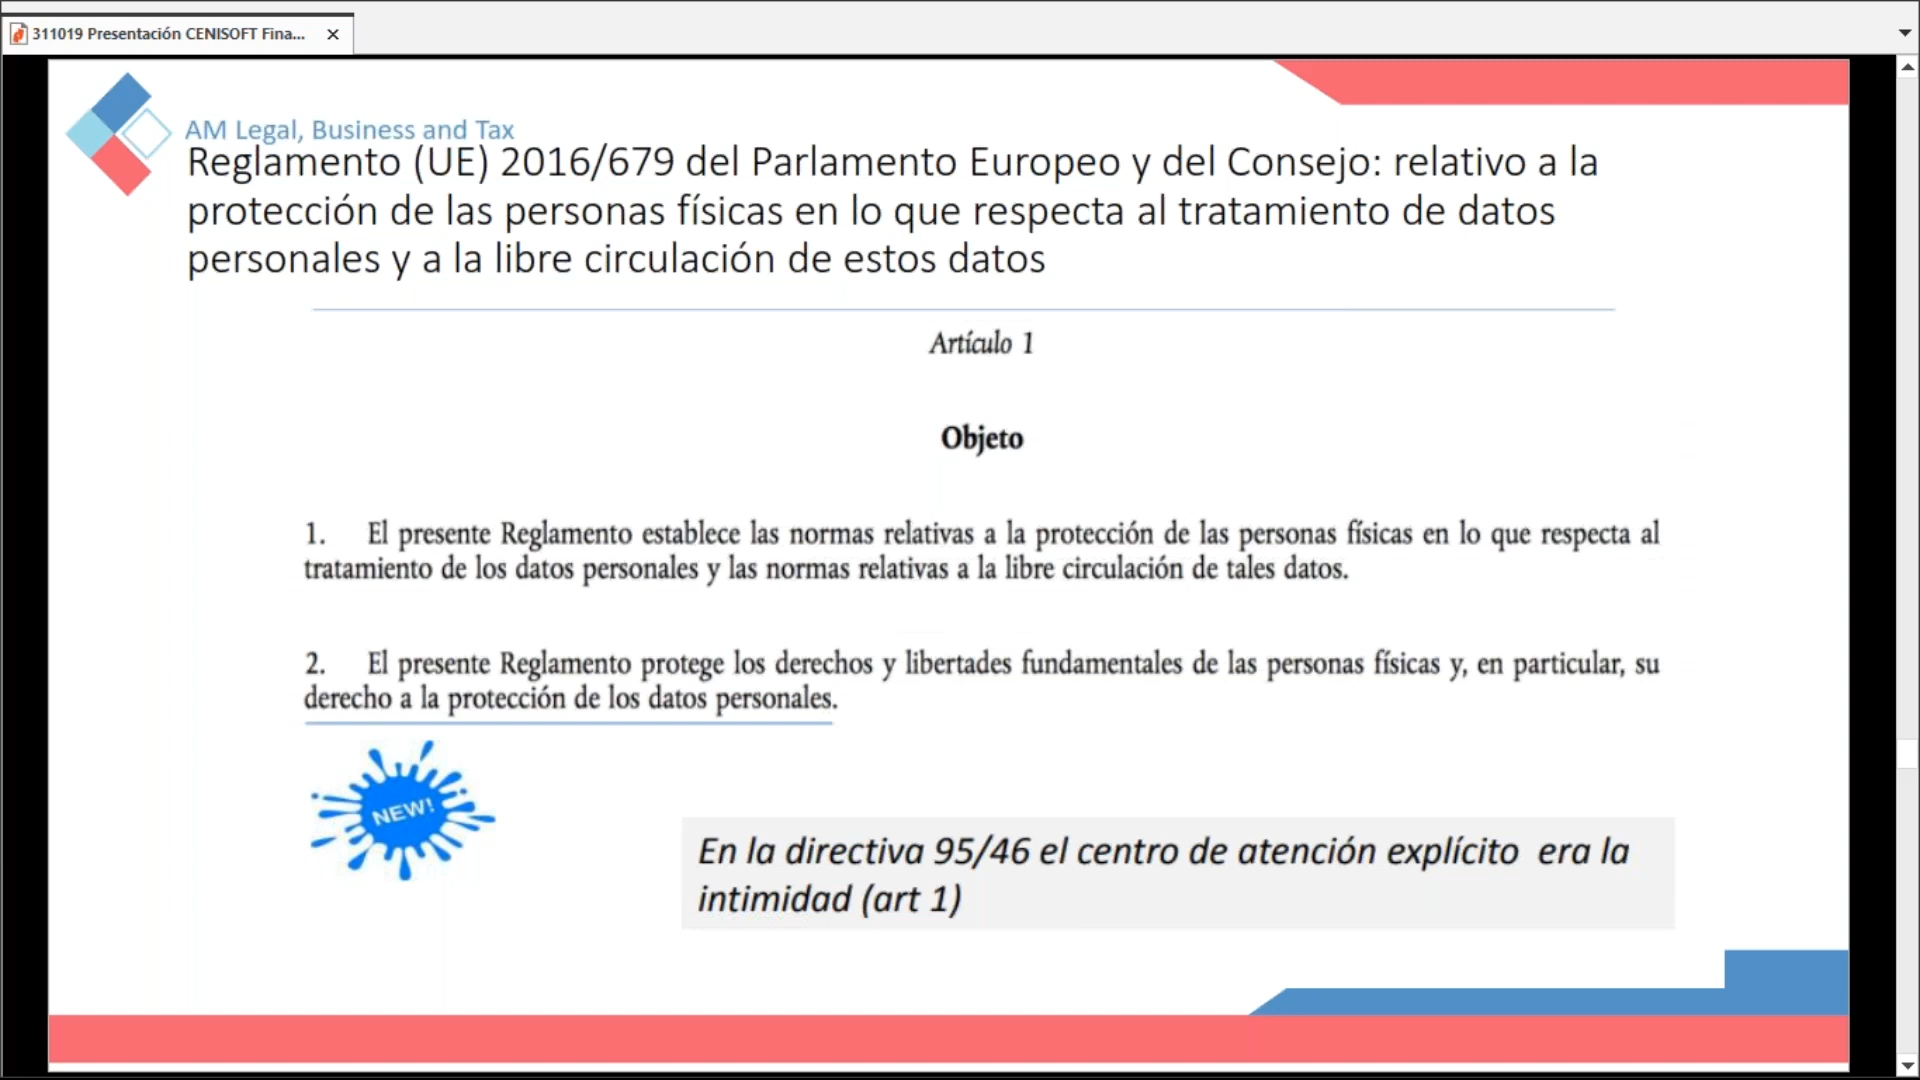 311019 Presentación CENISOFT Fina...
AM Legal, Business and Tax
Reglamento (UE) 2016/679 del Parlamento Europeo y del Consejo: relativo a la
protección de las personas físicas en lo que respecta al tratamiento de datos
personales y a la libre circulación de estos datos
Artículo 1
Objeto
1. El presente Reglamento establece las normas relativas a la protección de las personas físicas en lo que respecta al
tratamiento de los datos personales y las normas relativas a la libre circulación de tales datos.
2. El presente Reglamento protege los derechos y libertades fundamentales de las personas físicas y, en particular, su
derecho a la protección de los datos personales.
NEW!
En la directiva 95/46 el centro de atención explícito era la
intimidad (art 1)